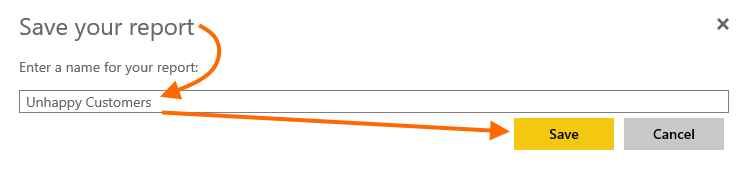 Save your report
Enter a name for your report:
Unhappy Customers
Save
Cancel